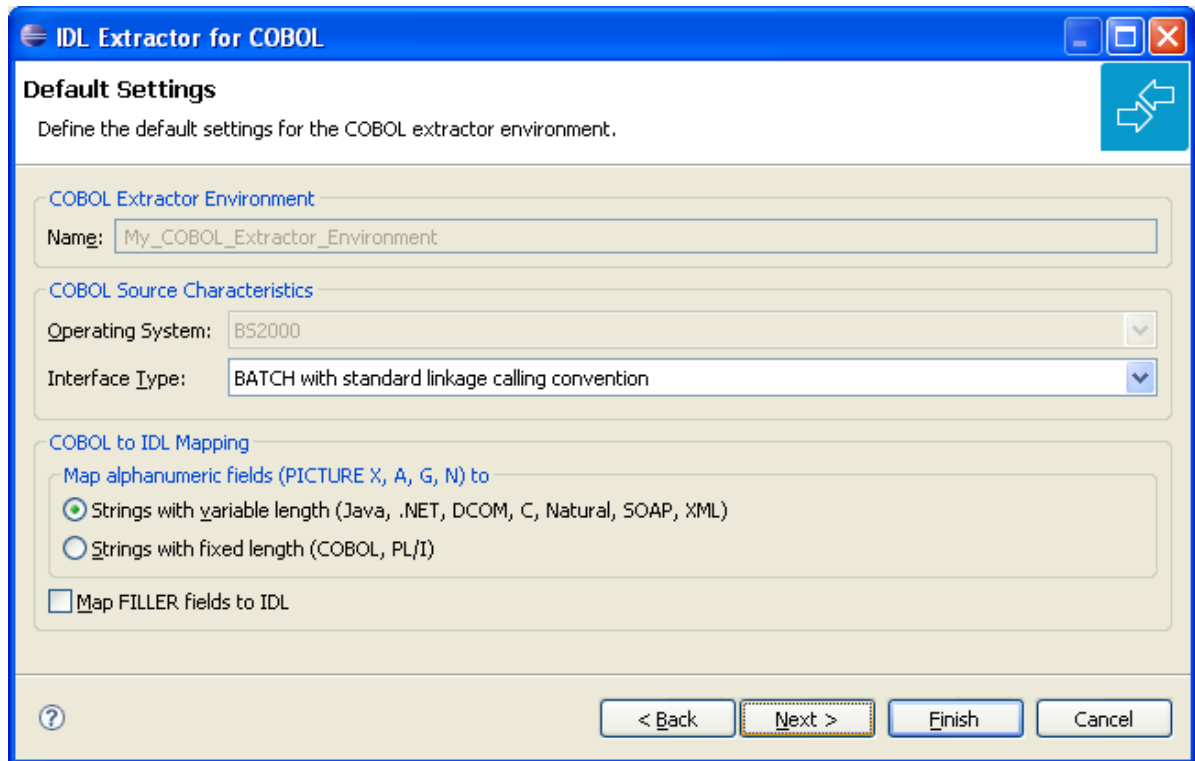 IDL Extractor for COBOL
Default Settings
Define the default settings for the COBOL extractor environment.
COBOL Extractor Environment
Name: My_COBOL_Extractor_Environment
COBOL Source Characteristics
Operating System: BS2000
Interface Type: BATCH with standard linkage calling convention
COBOL to IDL Mapping
Map alphanumeric fields (PICTURE X, A, G, N) to
Strings with variable length (Java, .NET, DCOM, C, Natural, SOAP, XML)
Strings with fixed length (COBOL, PL/I)
Map FILLER fields to IDL
? < Back Next > Finish Cancel